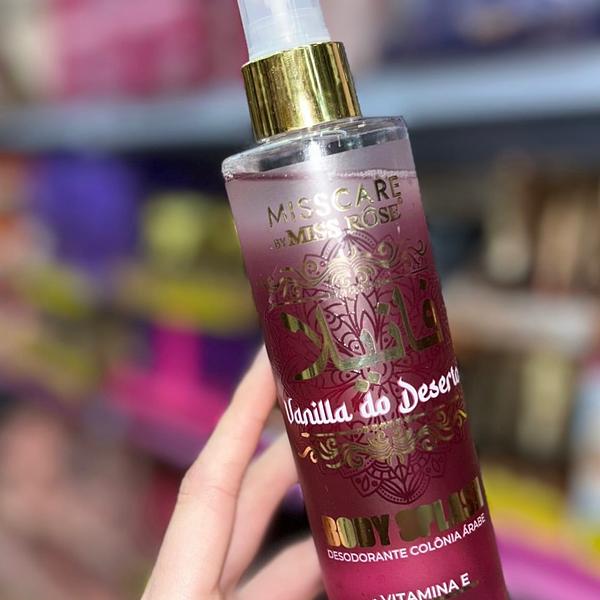 MISSCARE
BY MISS RÔSE
فانيلا
Vanilla do Deserto
BODY SPLASH
DESODORANTE COLÔNIA ÁRABE
VITAMINA E